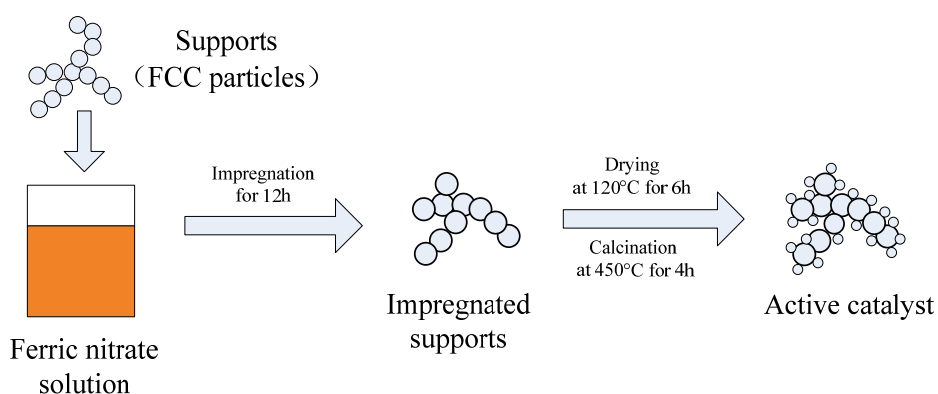 Supports
（FCC particles）
Impregnation
for 12h
Drying
at 120°C for 6h
Calcination
at 450°C for 4h
Ferric nitrate
solution
Impregnated
supports
Active catalyst